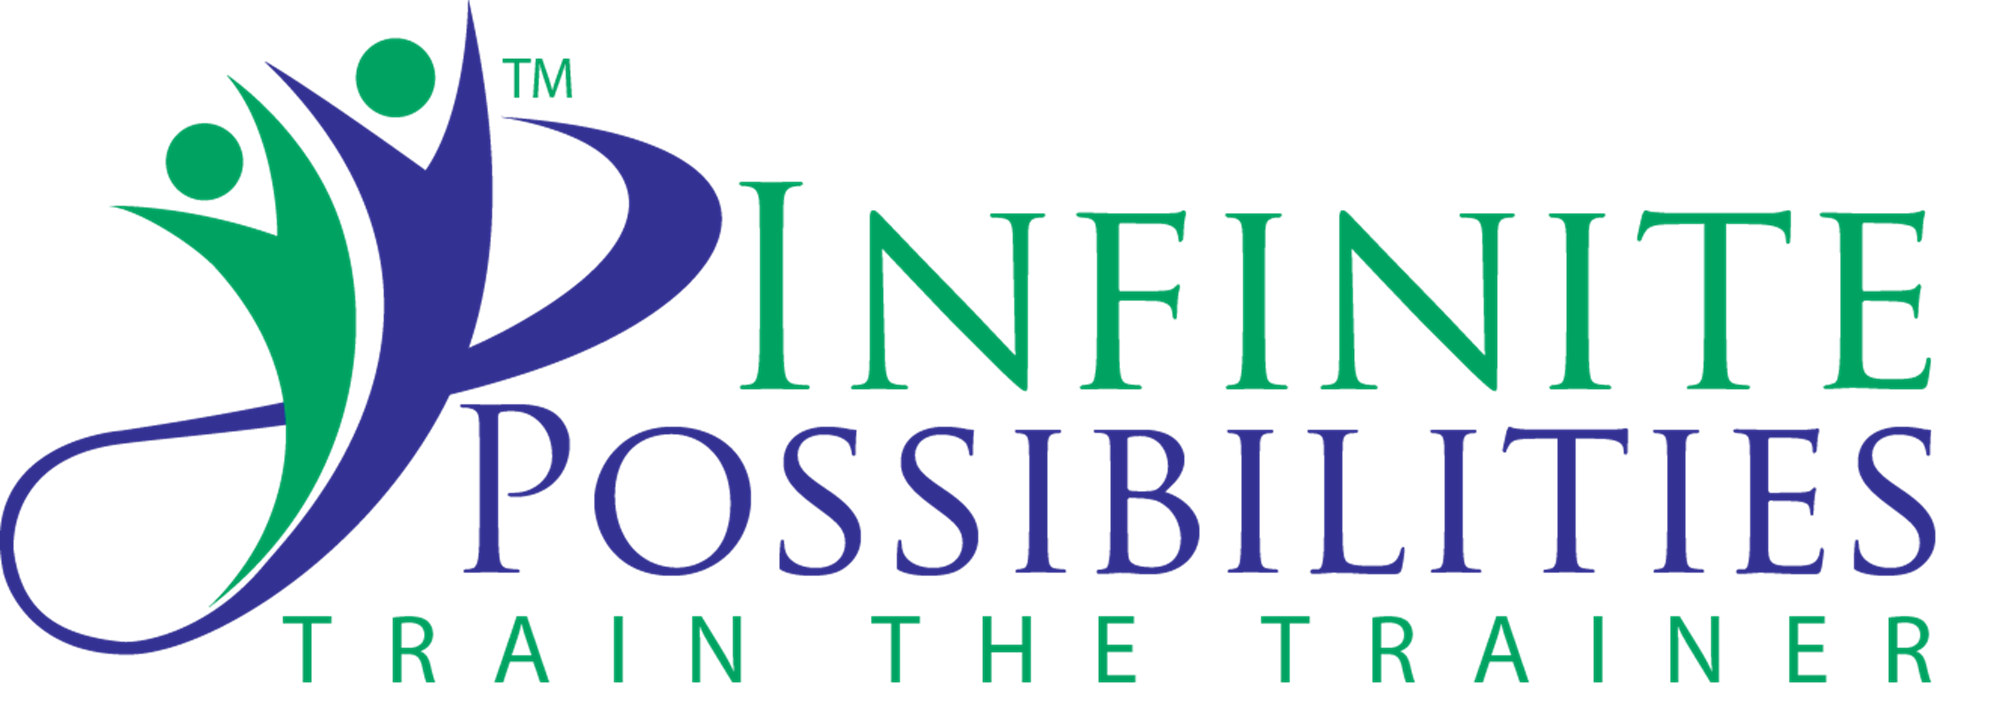 TM
INFINITE
POSSIBILITIES
TRAIN THE TRAINER